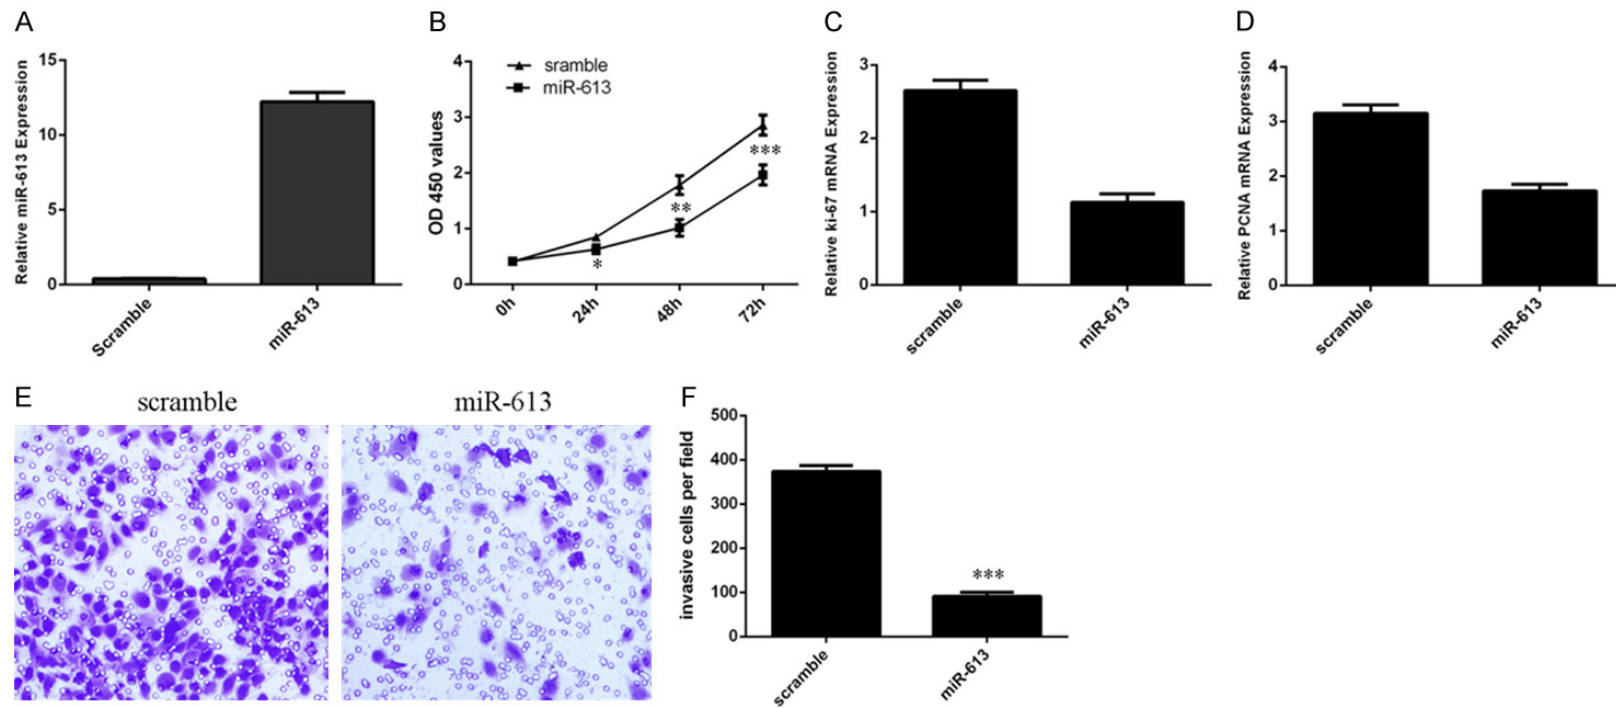 A
Relative miR-613 Expression
15
10
5
0
Scramble
miR-613
B
OD 450 values
4
3
2
1
0
sramble
miR-613
*
**
***
0h
24h
48h
72h
C
Relative ki-67 mRNA Expression
3
2
1
0
scramble
miR-613
D
Relative PCNA mRNA Expression
4
3
2
1
0
scramble
miR-613
E
scramble
miR-613
F
invasive cells per field
500
400
300
200
100
0
***
scramble
miR-613